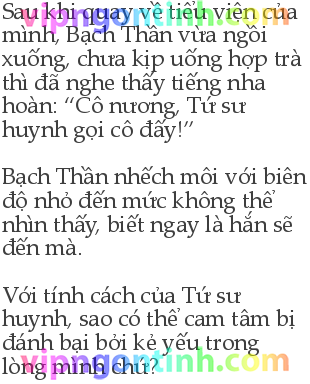 Sau khi quay về tiểu viện của
mình, Bạch Thần vừa ngồi
xuống, chưa kịp uống hợp trà
thì đã nghe thấy tiếng nha
hoàn: “Cô nương, Tứ sư
huynh gọi cô đấy!”
Bạch Thần nhếch môi với biên
độ nhỏ đến mức không thể
nhìn thấy, biết ngay là hắn sẽ
đến mà.
Với tính cách của Tứ sư
huynh, sao có thể cam tâm bị
đánh bại bởi kẻ yếu trong
lòng mình chứ?
vipngontinh.com
vipngontinh.com